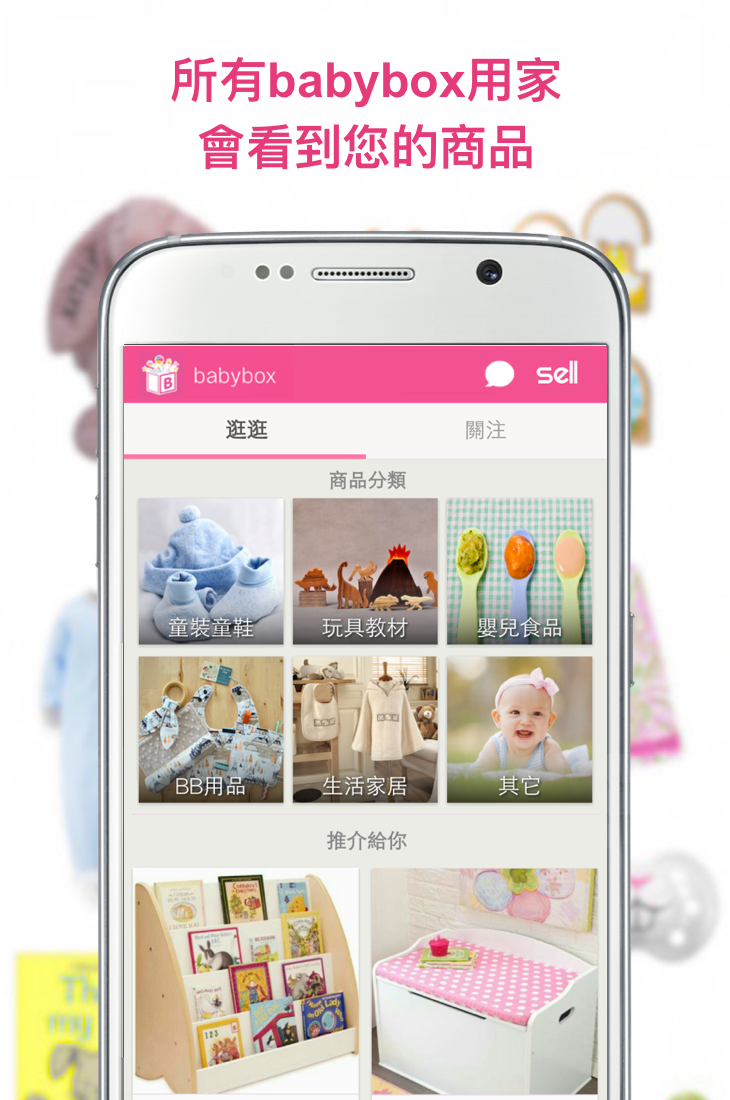 所有babybox用家
會看到您的商品
B
babybox
sell
逛逛
關注
商品分類
童裝童鞋
玩具教材
嬰兒食品
BB用品
生活家居
其它
推介給你
123